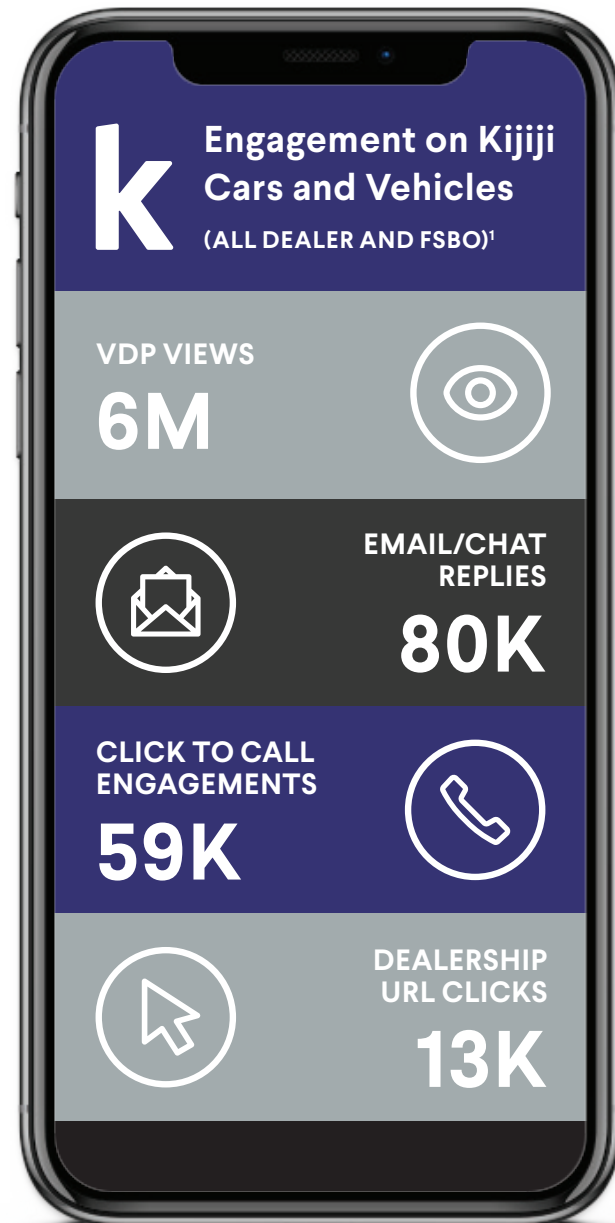 k
Engagement on Kijiji
Cars and Vehicles
(ALL DEALER AND FSBO)¹
VDP VIEWS
6M
EMAIL/CHAT
REPLIES
80K
CLICK TO CALL
ENGAGEMENTS
59K
DEALERSHIP
URL CLICKS
13K